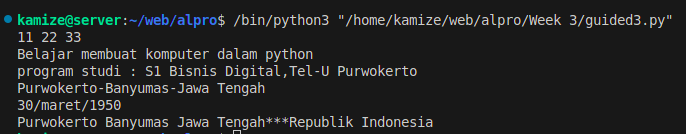 kamize@server:~/web/alpro$ /bin/python3 "/home/kamize/web/alpro/Week 3/guided3.py"
11 22 33
Belajar membuat komputer dalam python
program studi : S1 Bisnis Digital,Tel-U Purwokerto
Purwokerto-Banyumas-Jawa Tengah
30/maret/1950
Purwokerto Banyumas Jawa Tengah***Republik Indonesia